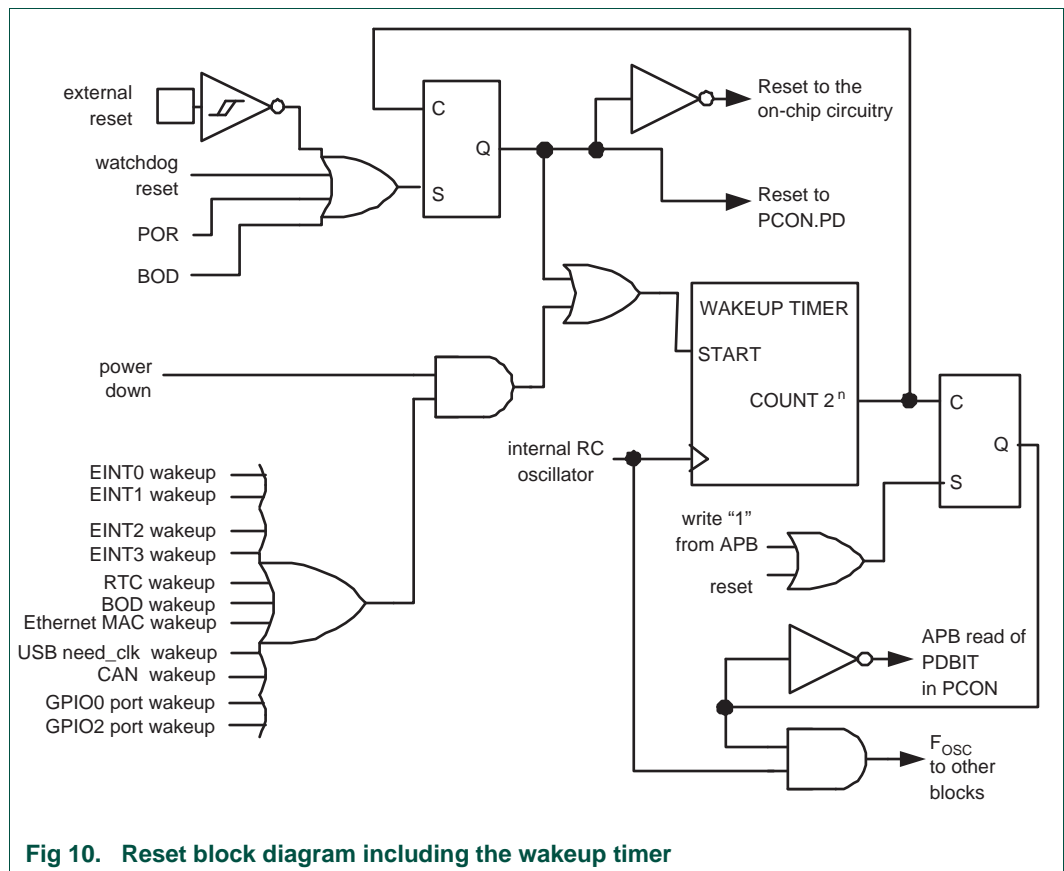 external
reset
watchdog
reset
POR
BOD
C
Q
S
Reset to the
on-chip circuitry
Reset to
PCON.PD
power
down
WAKEUP TIMER
START
COUNT 2n
internal RC
oscillator
C
Q
S
write “1”
from APB
reset
EINT0 wakeup
EINT1 wakeup
EINT2 wakeup
EINT3 wakeup
RTC wakeup
BOD wakeup
Ethernet MAC wakeup
USB need_clk wakeup
CAN wakeup
GPIO0 port wakeup
GPIO2 port wakeup
APB read of
PDBIT
in PCON
FOSC
to other
blocks
Fig 10. Reset block diagram including the wakeup timer